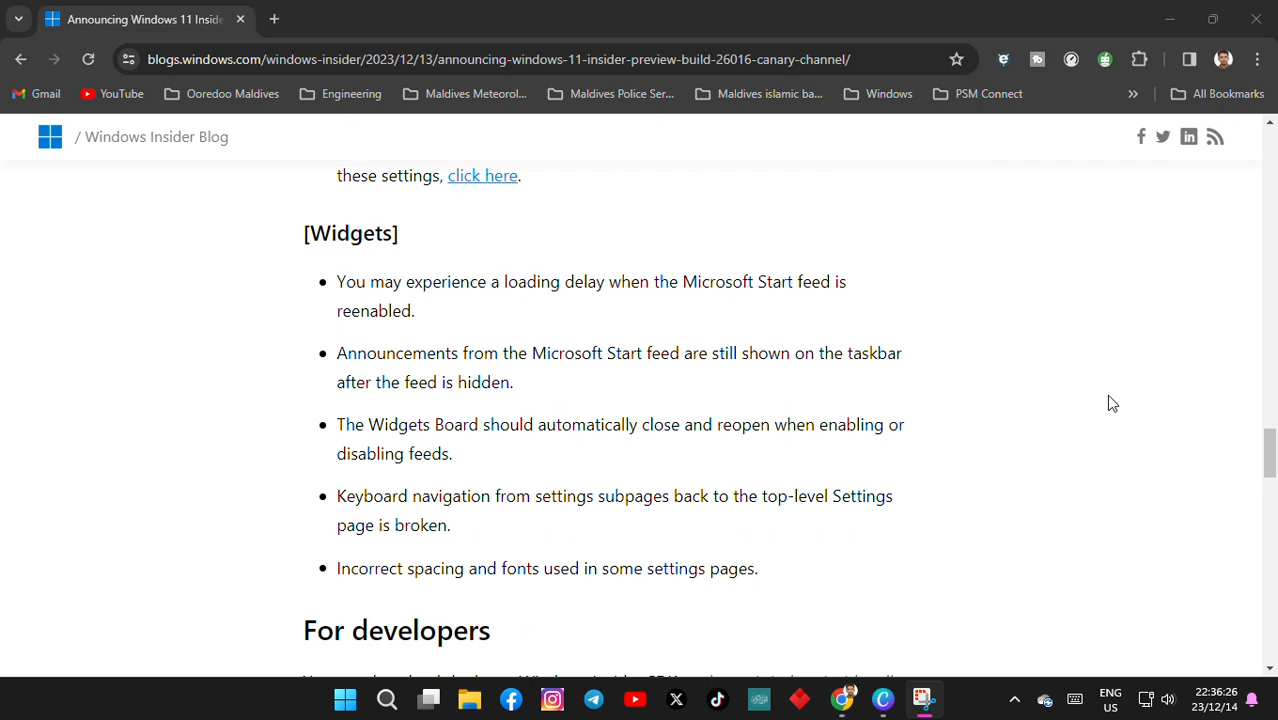 Announcing Windows 11 Inside
blogs.windows.com/windows-insider/2023/12/13/announcing-windows-11-insider-preview-build-26016-canary-channel/
Gmail YouTube Ooredoo Maldives Engineering Maldives Meteorol... Maldives Police Ser... Maldives islamic ba... Windows PSM Connect » All Bookmarks
/ Windows Insider Blog
these settings, click here.
[Widgets]
• You may experience a loading delay when the Microsoft Start feed is
reenabled.
• Announcements from the Microsoft Start feed are still shown on the taskbar
after the feed is hidden.
• The Widgets Board should automatically close and reopen when enabling or
disabling feeds.
• Keyboard navigation from settings subpages back to the top-level Settings
page is broken.
• Incorrect spacing and fonts used in some settings pages.
For developers
ENG
US
22:36:26
23/12/14